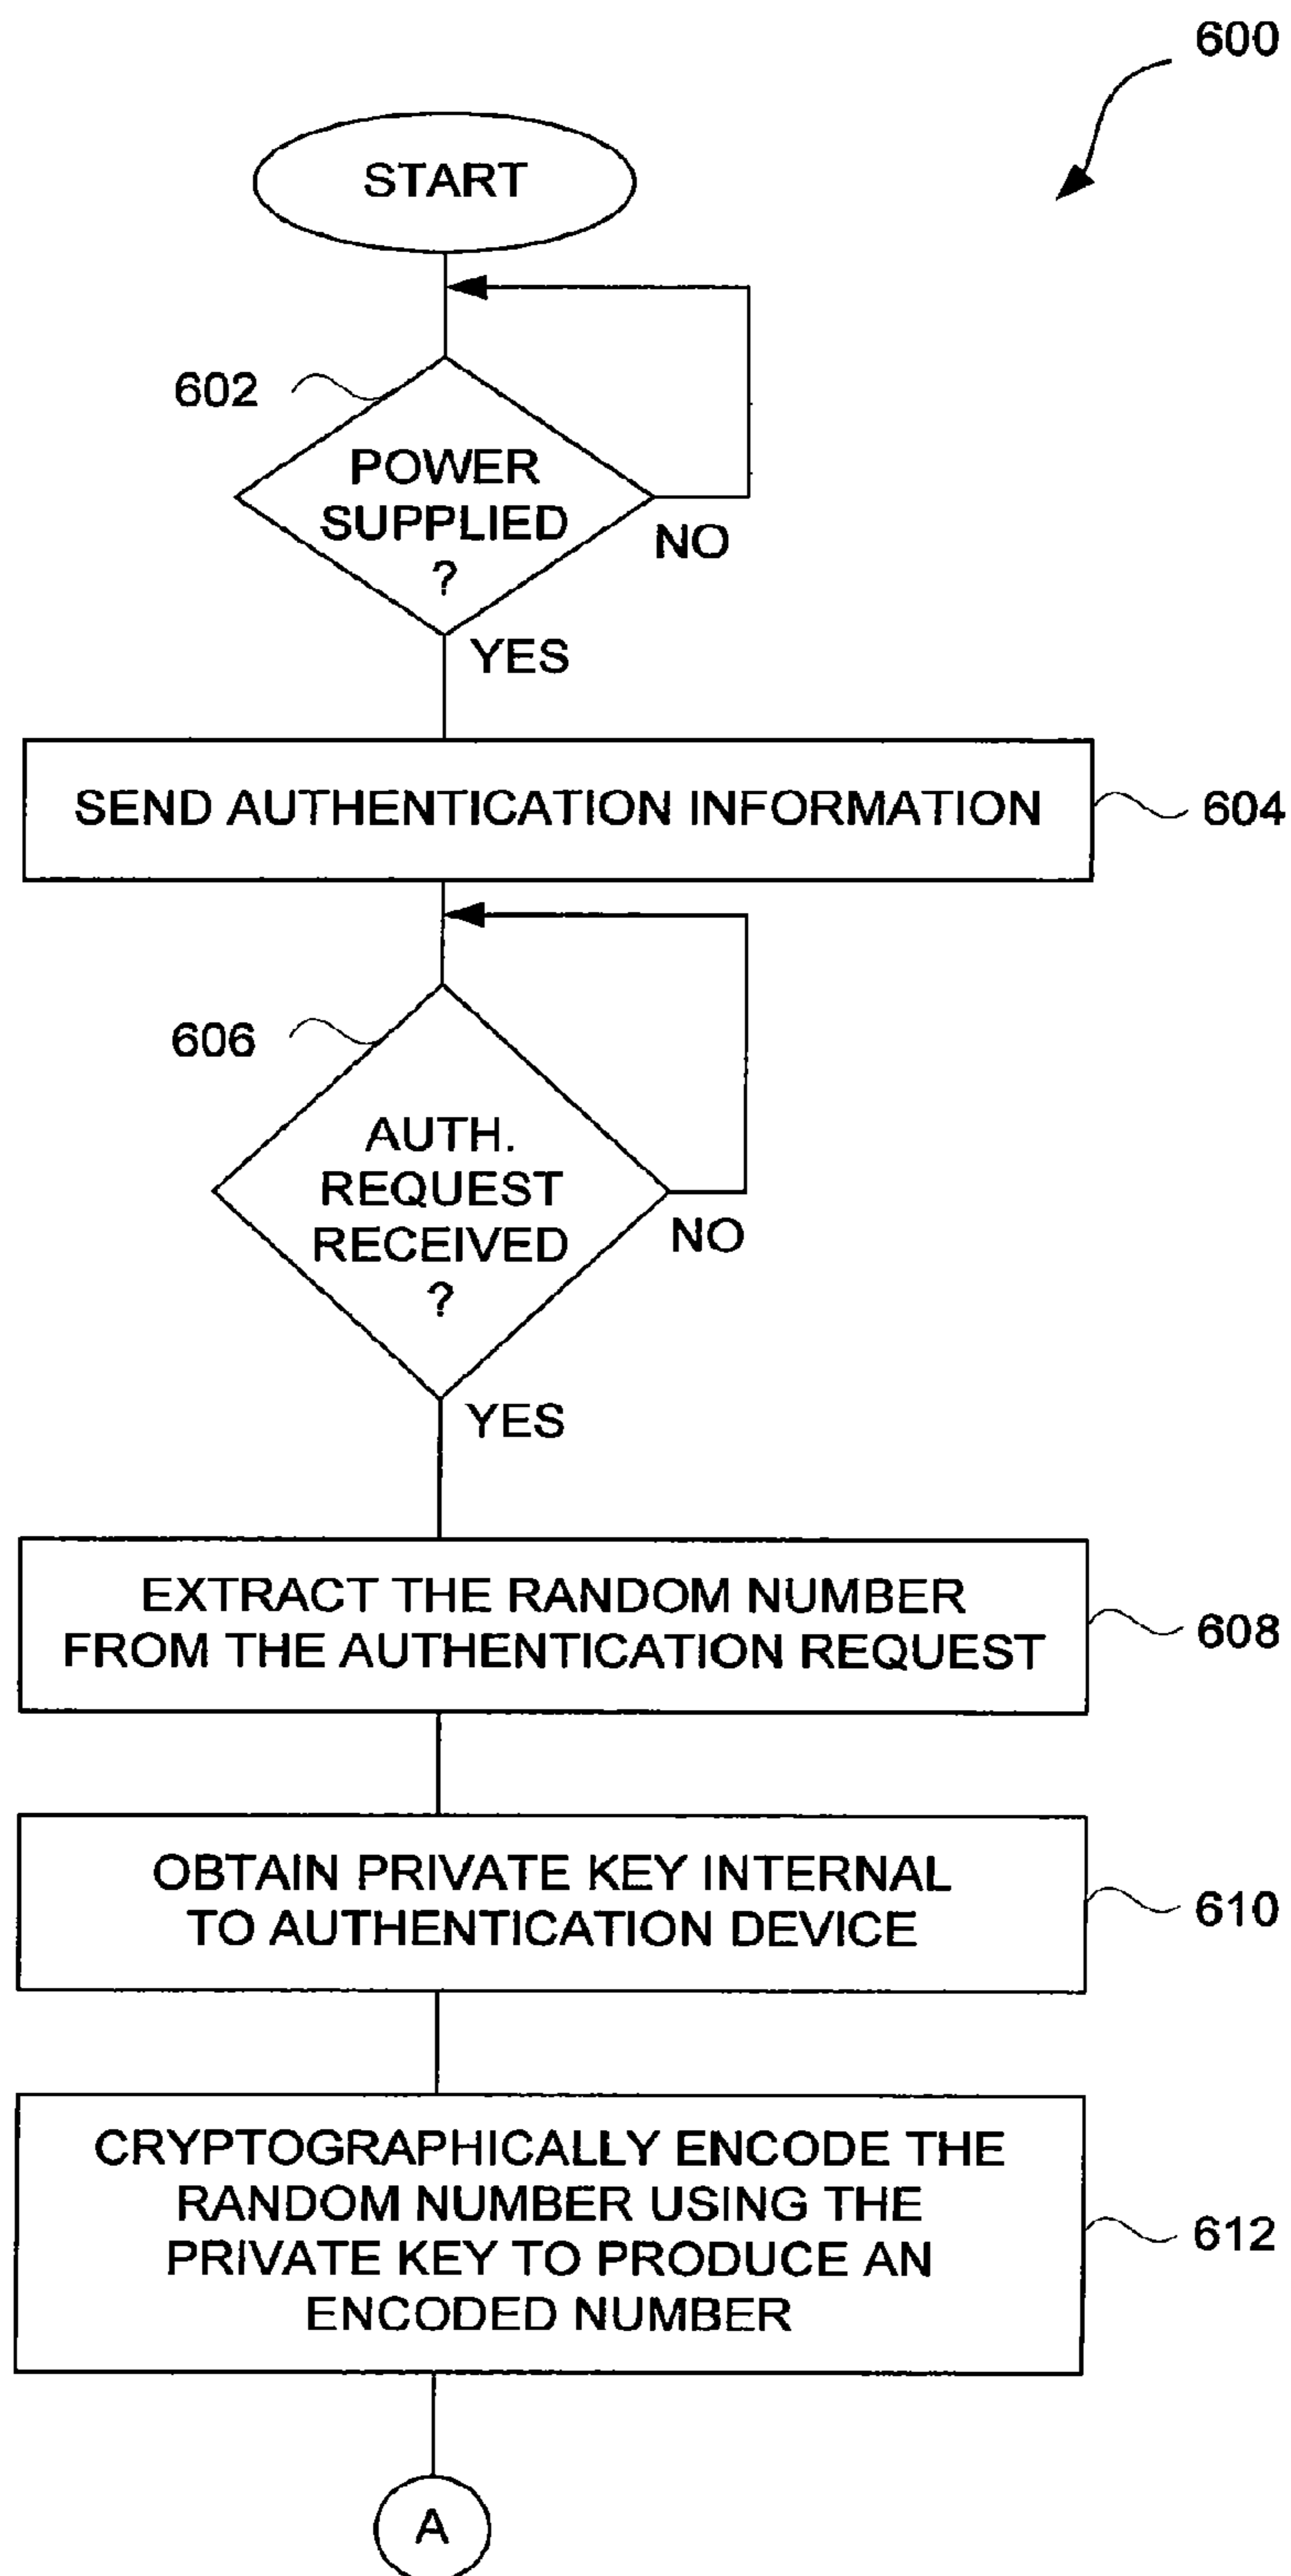 600
START
602
POWER
SUPPLIED
?
NO
YES
SEND AUTHENTICATION INFORMATION
604
606
AUTH.
REQUEST
RECEIVED
?
NO
YES
EXTRACT THE RANDOM NUMBER
FROM THE AUTHENTICATION REQUEST
608
OBTAIN PRIVATE KEY INTERNAL
TO AUTHENTICATION DEVICE
610
CRYPTOGRAPHICALLY ENCODE THE
RANDOM NUMBER USING THE
PRIVATE KEY TO PRODUCE AN
ENCODED NUMBER
612
A